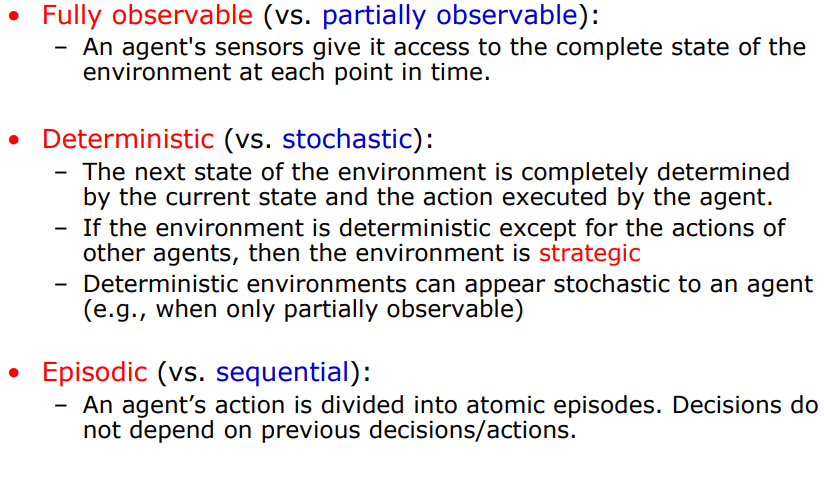 • Fully observable (vs. partially observable):
– An agent's sensors give it access to the complete state of the
environment at each point in time.
• Deterministic (vs. stochastic):
– The next state of the environment is completely determined
by the current state and the action executed by the agent.
– If the environment is deterministic except for the actions of
other agents, then the environment is strategic
– Deterministic environments can appear stochastic to an agent
(e.g., when only partially observable)
• Episodic (vs. sequential):
– An agent’s action is divided into atomic episodes. Decisions do
not depend on previous decisions/actions.